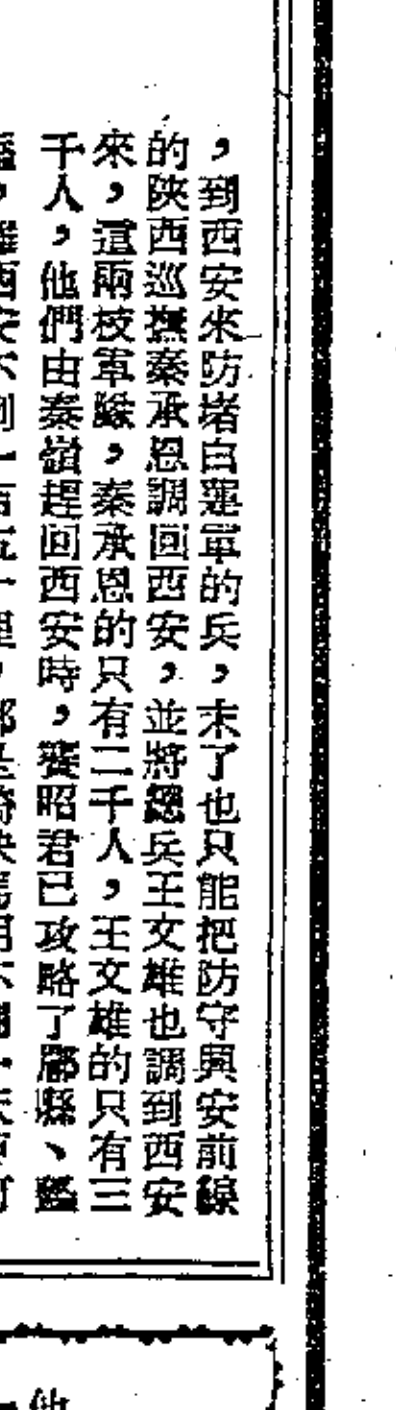 ，到西安來防堵白蓮軍的兵，末了也只能把防守興安前線
的陝西巡撫秦承恩調回西安，並將總兵王文雄也調到西安
來，這兩枝軍隊，秦承恩的只有二千人，王文雄的只有三
千人，他們由秦嶺趕回西安時，龔昭君已攻略了郿縣、盩
他